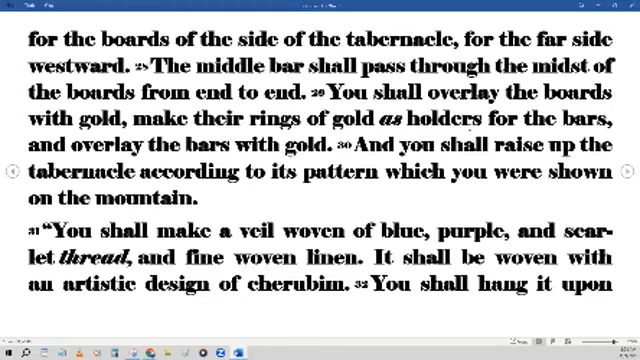 for the boards of the side of the tabernacle, for the far side
westward. 28 The middle bar shall pass through the midst of
the boards from end to end. 29 You shall overlay the boards
with gold, make their rings of gold as holders for the bars,
and overlay the bars with gold. 30 And you shall raise up the
tabernacle according to its pattern which you were shown
on the mountain.
31 “You shall make a veil woven of blue, purple, and scar-
let thread, and fine woven linen. It shall be woven with
an artistic design of cherubim. 32 You shall hang it upon